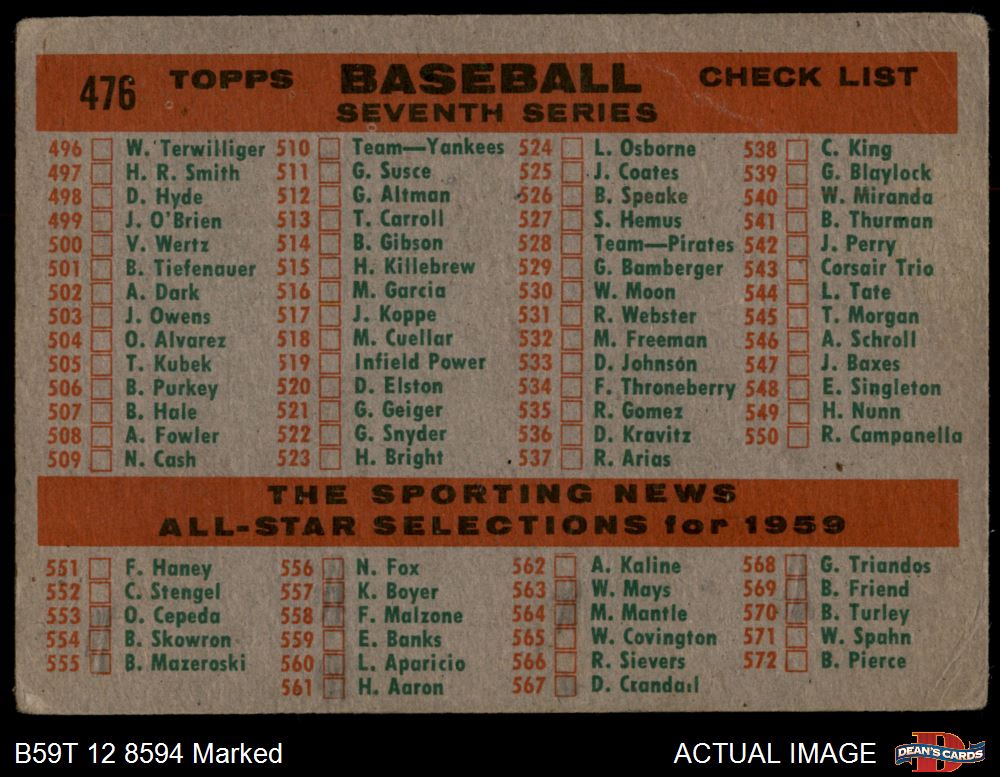 476 TOPPS BASEBALL CHECK LIST
SEVENTH SERIES
496 W. Terwilliger
497 H. R. Smith
498 D. Hyde
499 J. O'Brien
500 V. Wertz
501 B. Tiefenauer
502 A. Dark
503 J. Owens
504 O. Alvarez
505 T. Kubek
506 B. Purkey
507 B. Hale
508 A. Fowler
509 N. Cash
510 Team—Yankees
511 G. Susce
512 G. Altman
513 T. Carroll
514 B. Gibson
515 H. Killebrew
516 M. Garcia
517 J. Koppe
518 M. Cuellar
519 Infield Power
520 D. Elston
521 G. Geiger
522 G. Snyder
523 H. Bright
524 L. Osborne
525 J. Coates
526 B. Speake
527 S. Hemus
528 Team—Pirates
529 G. Bamberger
530 W. Moon
531 R. Webster
532 M. Freeman
533 D. Johnson
534 F. Throneberry
535 R. Gomez
536 D. Kravitz
537 R. Arias
538 C. King
539 G. Blaylock
540 W. Miranda
541 B. Thurman
542 J. Perry
543 Corsair Trio
544 L. Tate
545 T. Morgan
546 A. Schroll
547 J. Baxes
548 E. Singleton
549 H. Nunn
550 R. Campanella
THE SPORTING NEWS
ALL-STAR SELECTIONS for 1959
551 F. Haney
552 C. Stengel
553 O. Cepeda
554 B. Skowron
555 B. Mazeroski
556 N. Fox
557 K. Boyer
558 F. Malzone
559 E. Banks
560 L. Aparicio
561 H. Aaron
562 A. Kaline
563 W. Mays
564 M. Mantle
565 W. Covington
566 R. Sievers
567 D. Crandall
568 G. Triandos
569 B. Friend
570 B. Turley
571 W. Spahn
572 B. Pierce
B59T 12 8594 Marked
ACTUAL IMAGE
DEAN'S CARDS